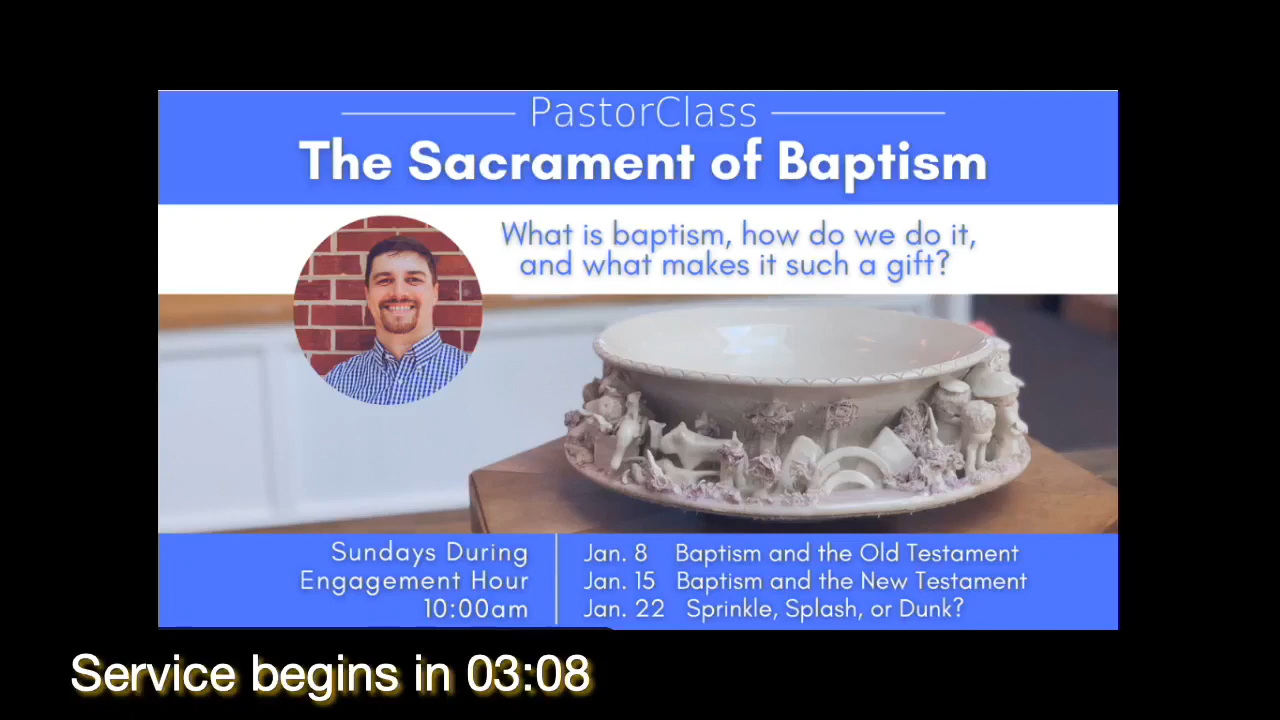 PastorClass
The Sacrament of Baptism
What is baptism, how do we do it,
and what makes it such a gift?
Sundays During
Engagement Hour
10:00am
Jan. 8 Baptism and the Old Testament
Jan. 15 Baptism and the New Testament
Jan. 22 Sprinkle, Splash, or Dunk?
Service begins in 03:08